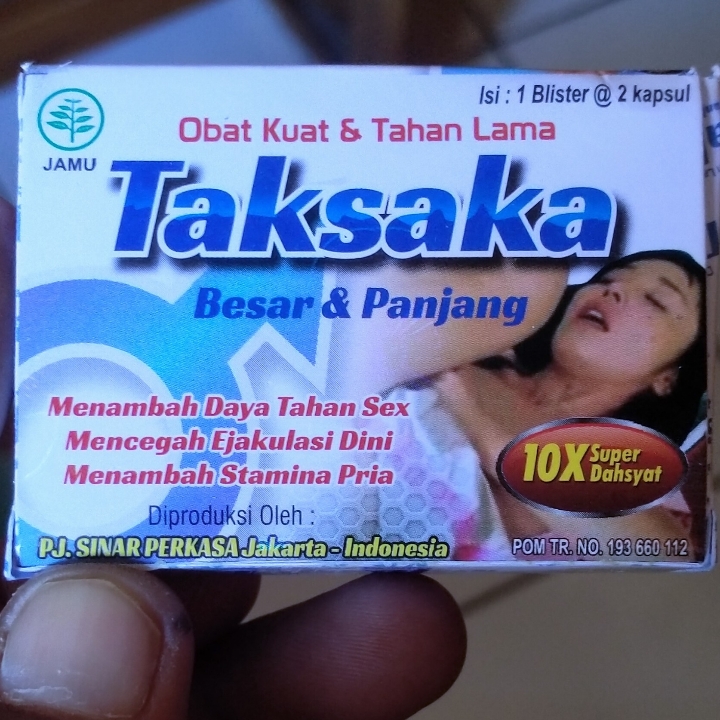 Isi : 1 Blister @ 2 kapsul
JAMU
Obat Kuat & Tahan Lama
Taksaka
Besar & Panjang
Menambah Daya Tahan Sex
Mencegah Ejakulasi Dini
Menambah Stamina Pria
10X Super Dahsyat
Diproduksi Oleh :
PJ. SINAR PERKASA Jakarta - Indonesia
POM TR. NO. 193 660 112